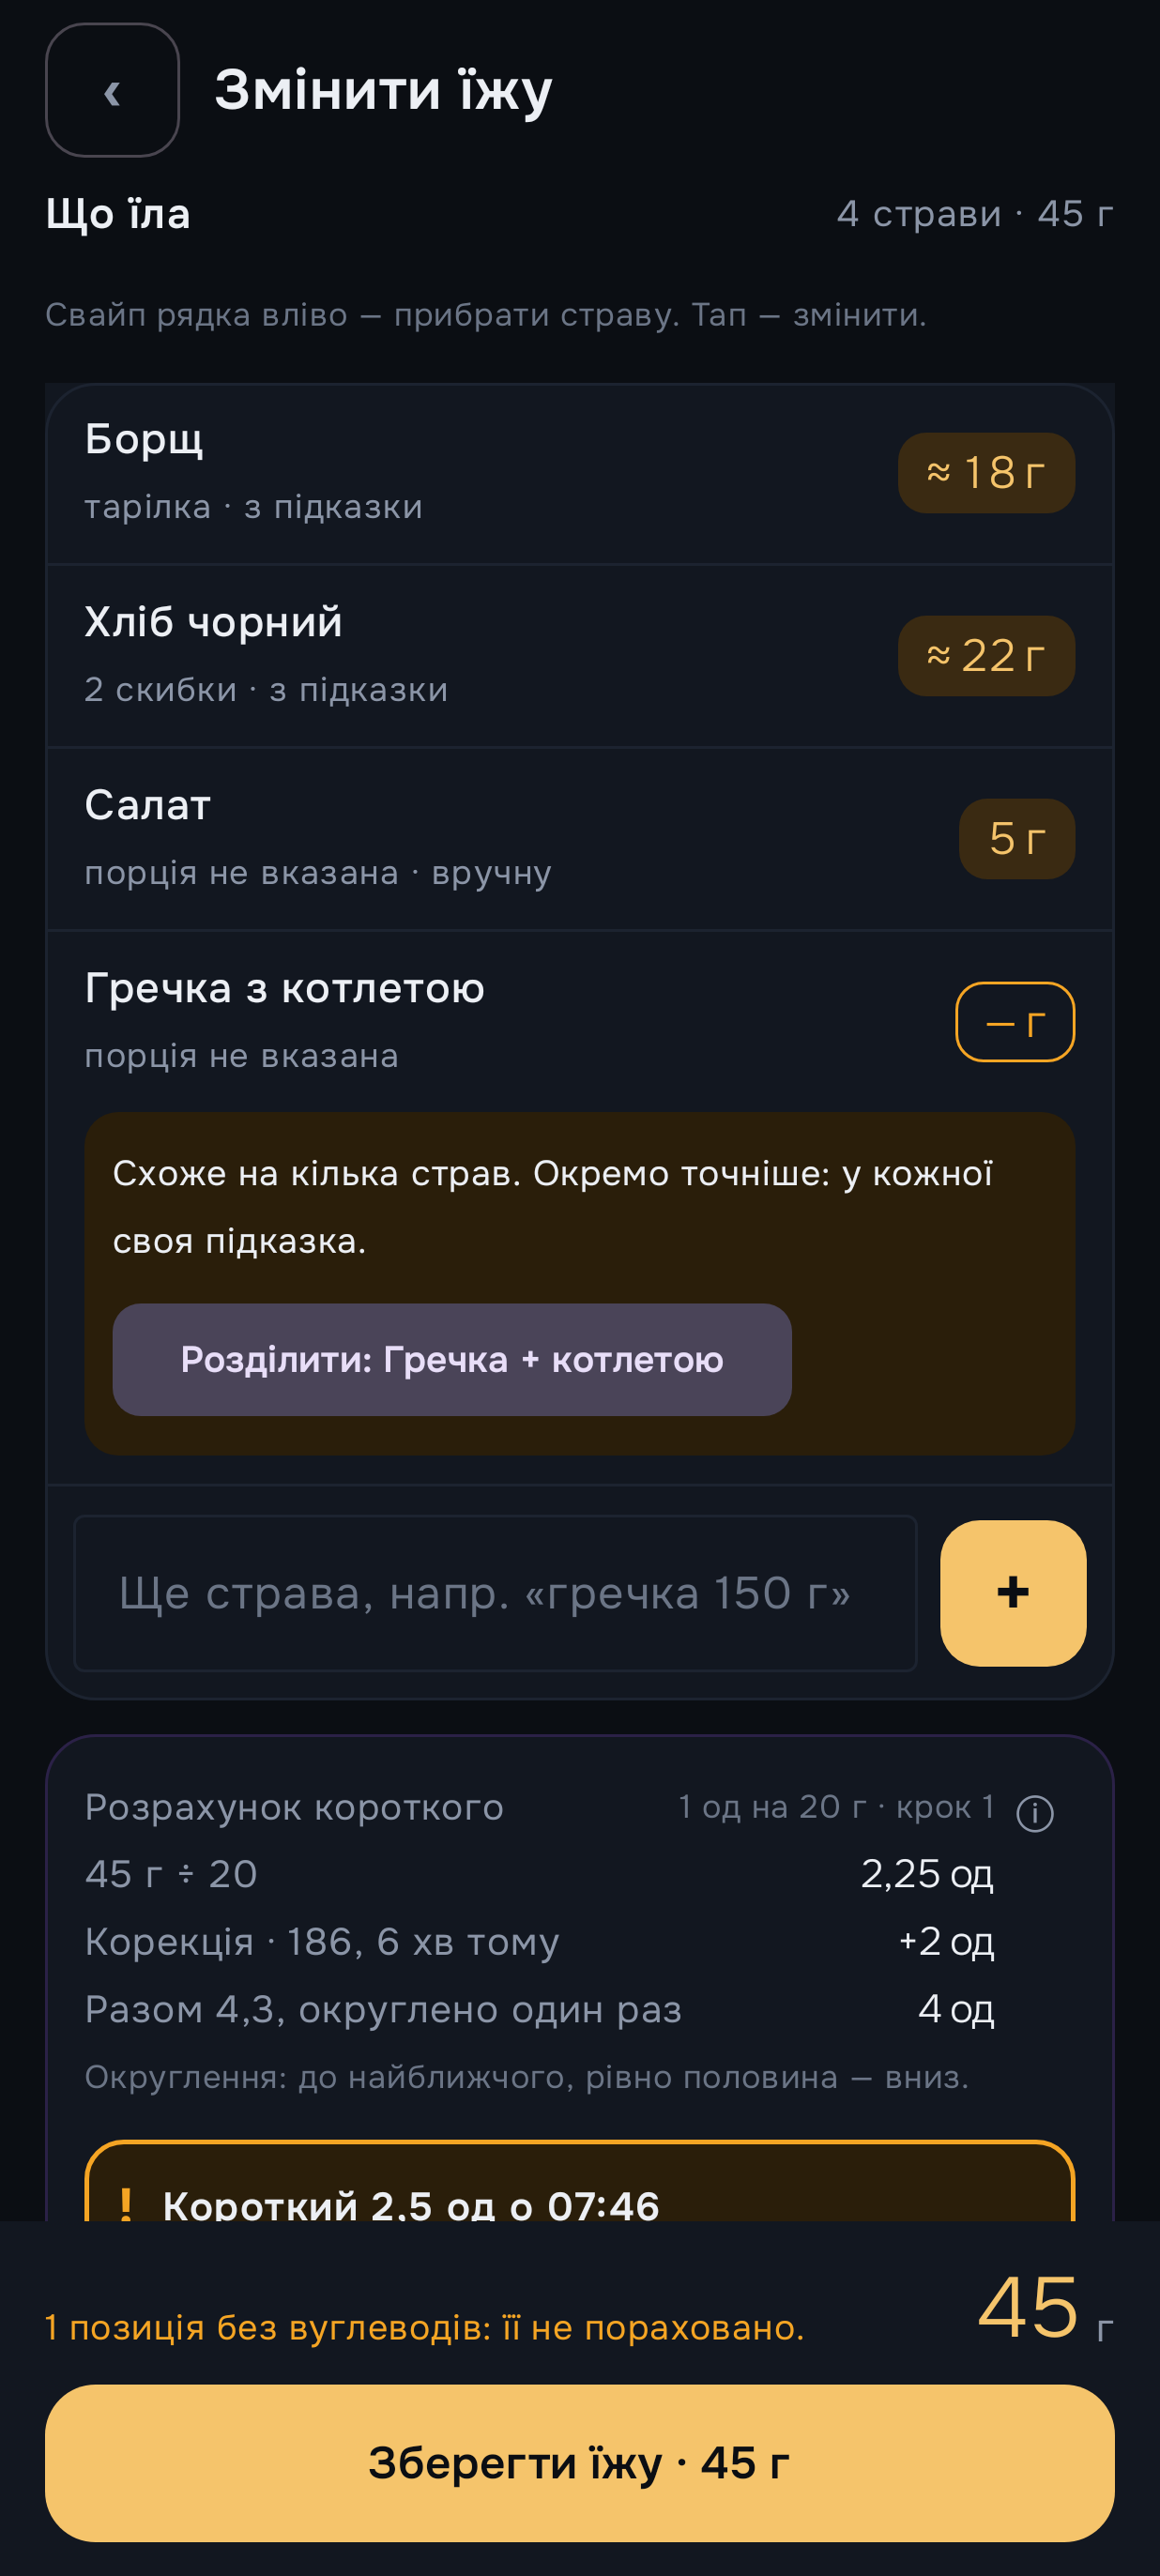 ‹ Змінити їжу
Що їла 4 страви · 45 г
Свайп рядка вліво — прибрати страву. Тап — змінити.
Борщ
≈ 18 г
тарілка · з підказки
Хліб чорний
≈ 22 г
2 скибки · з підказки
Салат
5 г
порція не вказана · вручну
Гречка з котлетою
— г
порція не вказана
Схоже на кілька страв. Окремо точніше: у кожної
своя підказка.
Розділити: Гречка + котлетою
Ще страва, напр. «гречка 150 г» +
Розрахунок короткого 1 од на 20 г · крок 1 ⓘ
45 г ÷ 20 2,25 од
Корекція · 186, 6 хв тому +2 од
Разом 4,3, округлено один раз 4 од
Округлення: до найближчого, рівно половина — вниз.
! Короткий 2,5 од о 07:46
1 позиція без вуглеводів: її не пораховано. 45 г
Зберегти їжу · 45 г